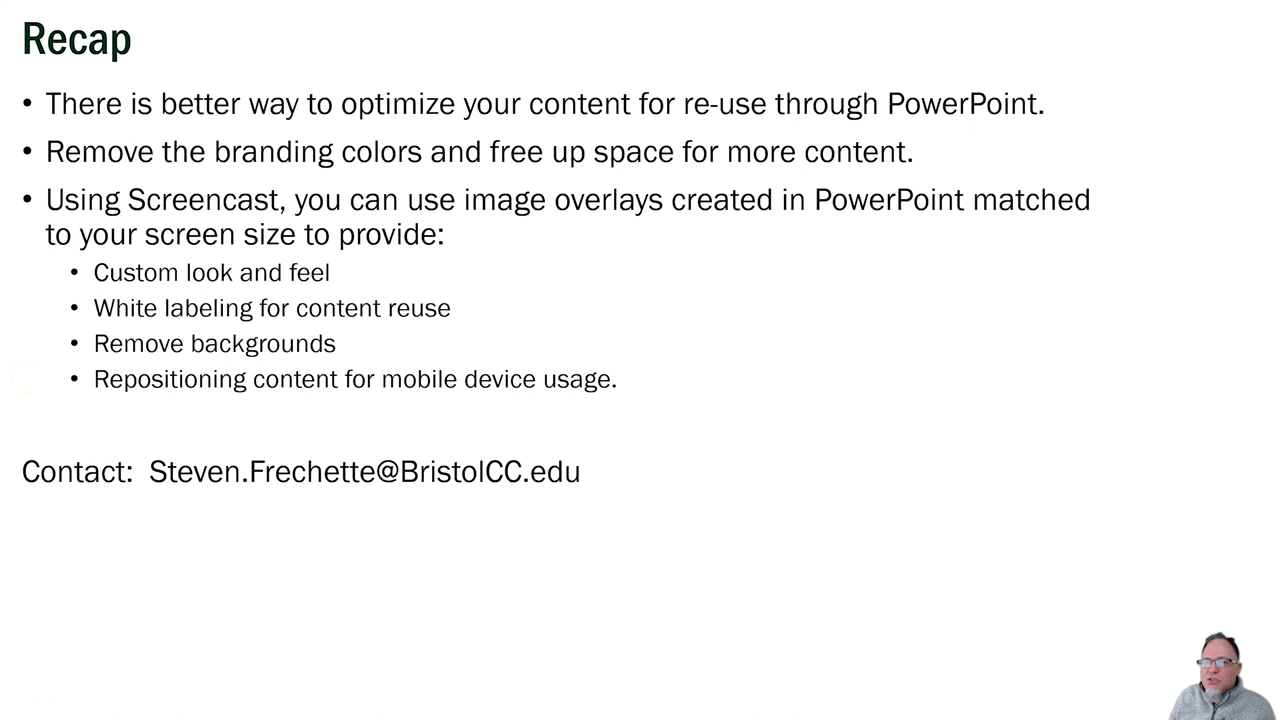 Recap
• There is better way to optimize your content for re-use through PowerPoint.
• Remove the branding colors and free up space for more content.
• Using Screencast, you can use image overlays created in PowerPoint matched
to your screen size to provide:
• Custom look and feel
• White labeling for content reuse
• Remove backgrounds
• Repositioning content for mobile device usage.
Contact: Steven.Frechette@BristolCC.edu